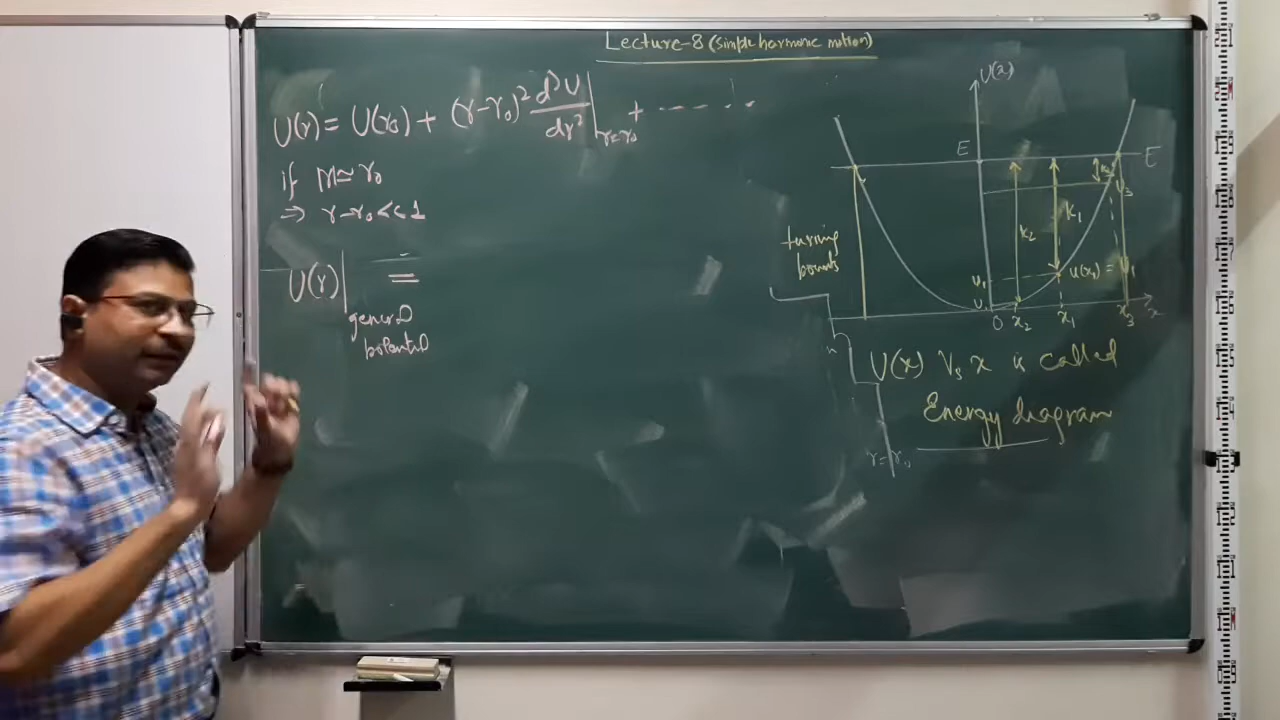 Lecture-8 (simple harmonic motion)
U(r) = U(r₀) + (r-r₀)² d²U/dr² |r=r₀ + ------
if r ≃ r₀
⇒ r-r₀ << 1
U(r)| general potential =
U(x)
E E
K₃
U₃
K₁
K₂
turning
points
U₁ U(x₁) = U₁
U
O x₂ x₁ x₃ x
U(x) Vs x is called
Energy diagram
r=r₀